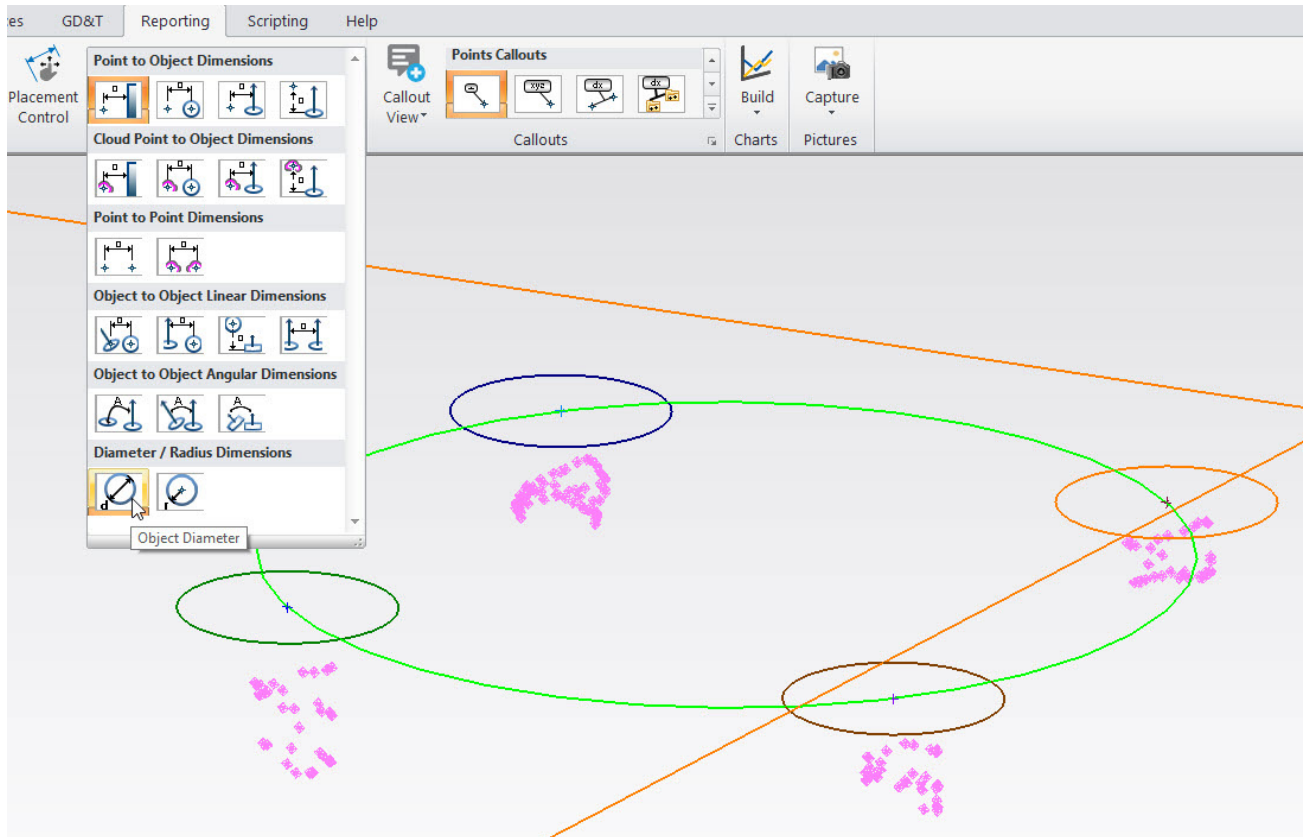 ces GD&T Reporting Scripting Help
Placement
Control
Point to Object Dimensions
Cloud Point to Object Dimensions
Point to Point Dimensions
Object to Object Linear Dimensions
Object to Object Angular Dimensions
A A A
Diameter / Radius Dimensions
d r
Object Diameter
Callout
View
Points Callouts
xyz dx dx
Callouts
Build
Charts
Capture
Pictures